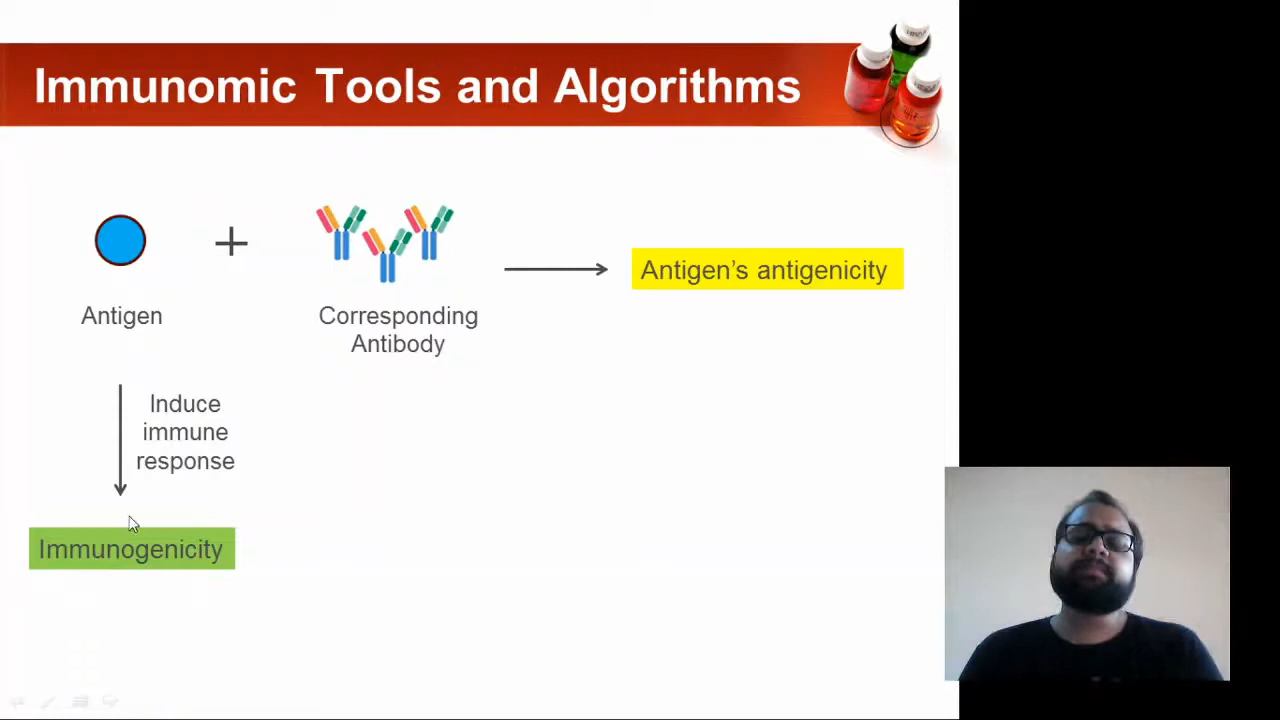 Immunomic Tools and Algorithms
+
Antigen's antigenicity
Antigen
Corresponding
Antibody
Induce
immune
response
Immunogenicity